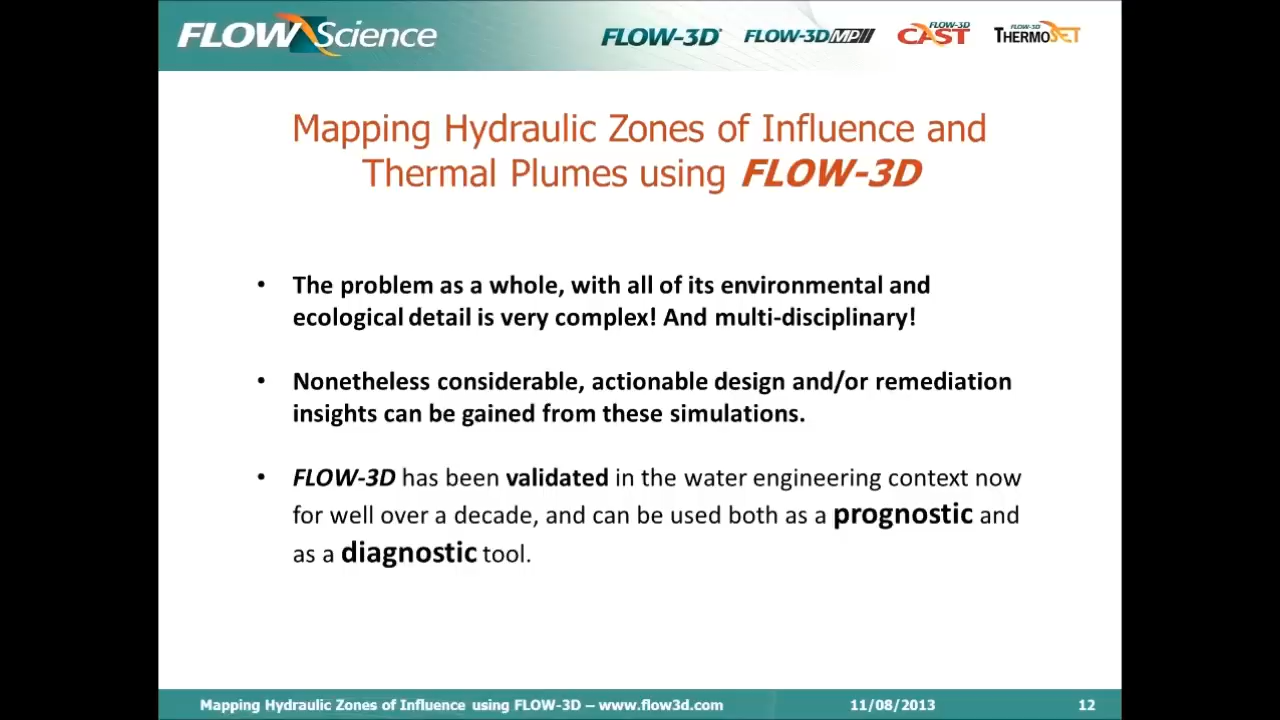 FLOW Science
FLOW-3D FLOW-3D MP FLOW-3D CAST FLOW-3D THERMOSET
Mapping Hydraulic Zones of Influence and
Thermal Plumes using FLOW-3D
• The problem as a whole, with all of its environmental and
ecological detail is very complex! And multi-disciplinary!
• Nonetheless considerable, actionable design and/or remediation
insights can be gained from these simulations.
• FLOW-3D has been validated in the water engineering context now
for well over a decade, and can be used both as a prognostic and
as a diagnostic tool.
Mapping Hydraulic Zones of Influence using FLOW-3D – www.flow3d.com 11/08/2013 12